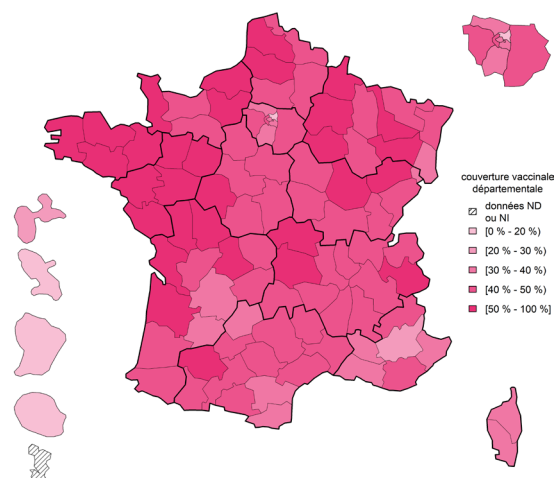 couverture vaccinale
départementale
données ND
ou NI
[0 % - 20 %)
[20 % - 30 %)
[30 % - 40 %)
[40 % - 50 %)
[50 % - 100 %]